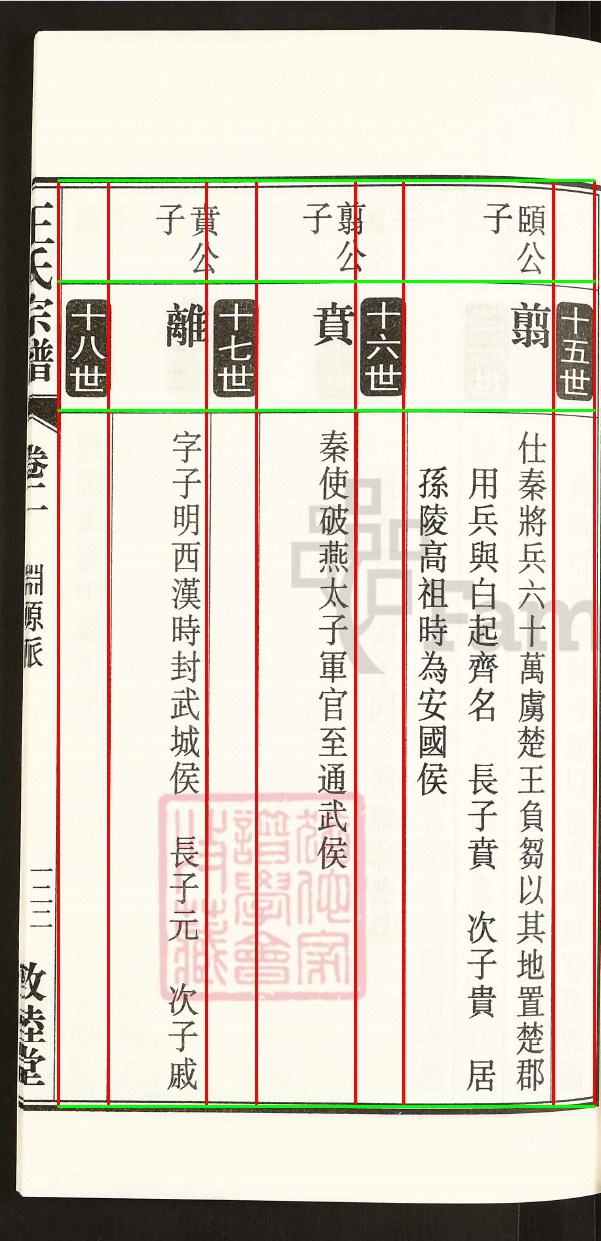 十五世
頤公
子
翦
仕秦將兵六十萬虜楚王負芻以其地置楚郡
用兵與白起齊名 長子賁 次子貴 居
孫陵高祖時為安國侯
十六世
翦公
子
賁
秦使破燕太子軍官至通武侯
十七世
賁公
子
離
字子明西漢時封武城侯 長子元 次子戚
十八世
王氏宗譜 卷二 淵源派 一三二 敦睦堂
Fam